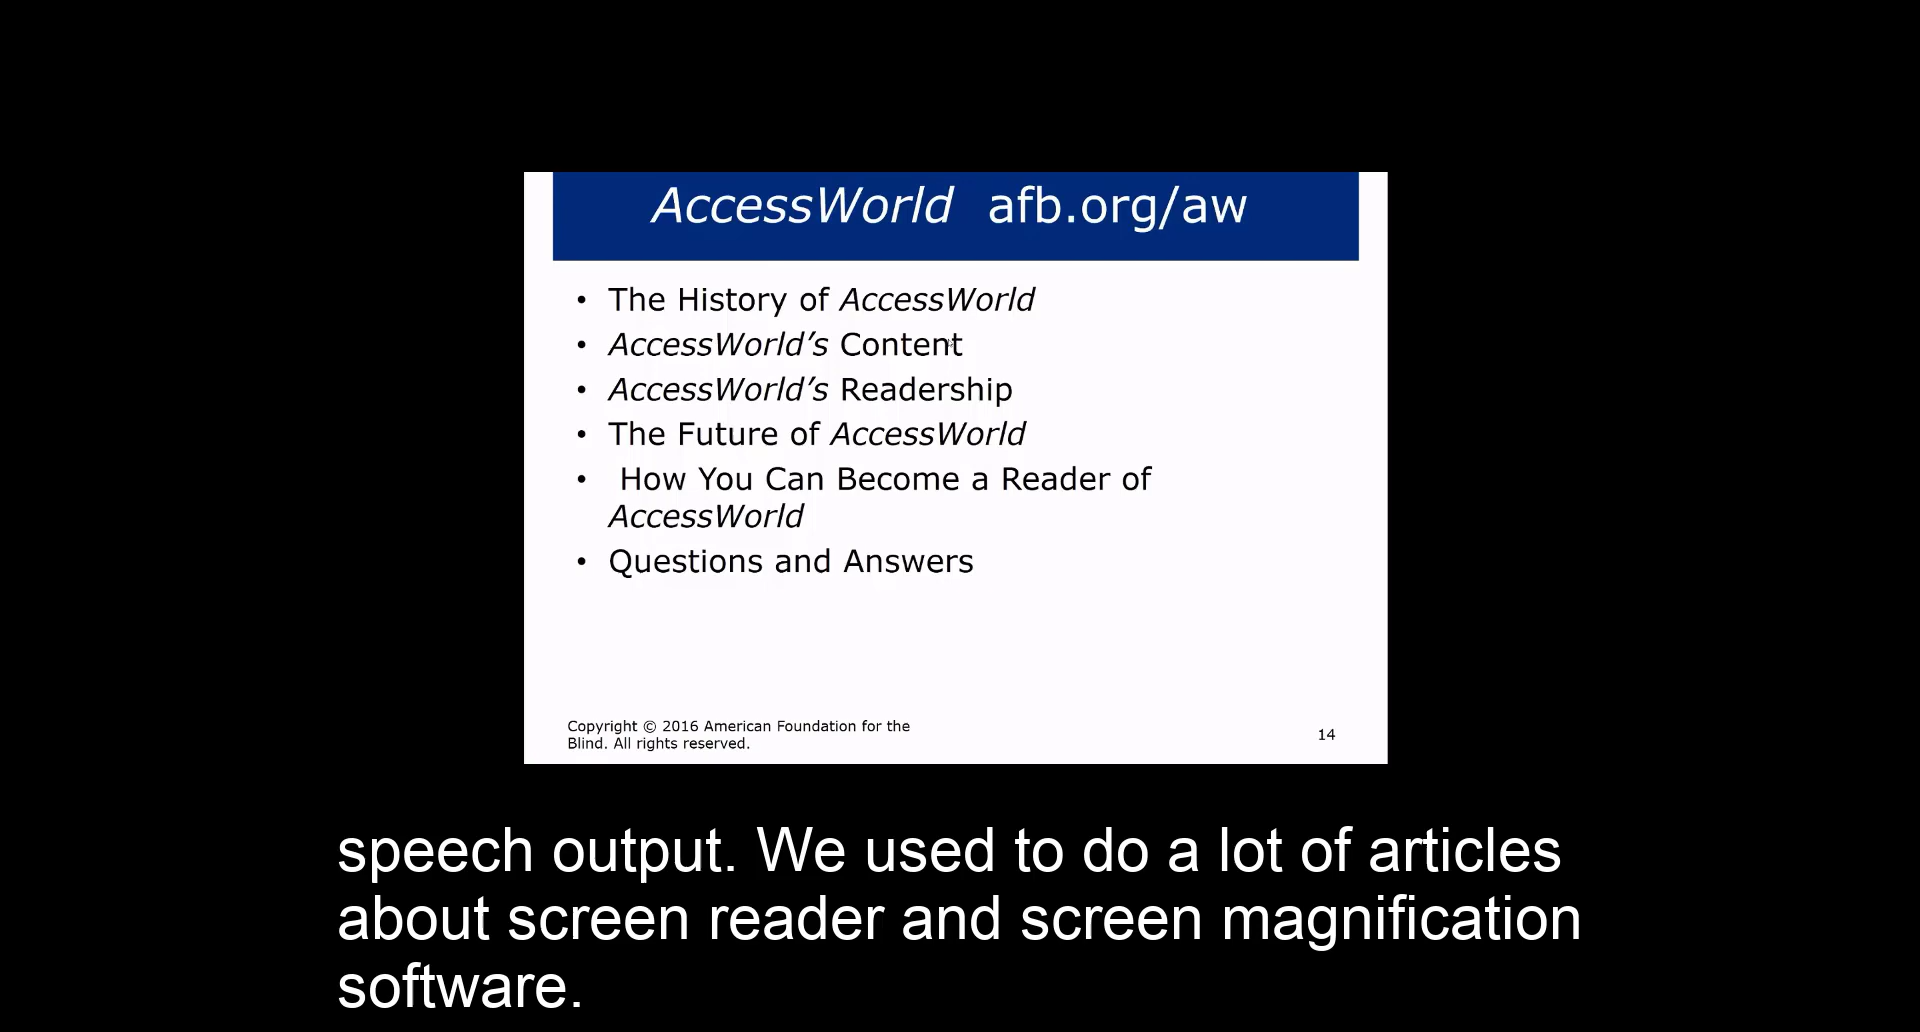 AccessWorld afb.org/aw
• The History of AccessWorld
• AccessWorld’s Content
• AccessWorld’s Readership
• The Future of AccessWorld
• How You Can Become a Reader of
AccessWorld
• Questions and Answers
Copyright © 2016 American Foundation for the
Blind. All rights reserved.
14
speech output. We used to do a lot of articles
about screen reader and screen magnification
software.